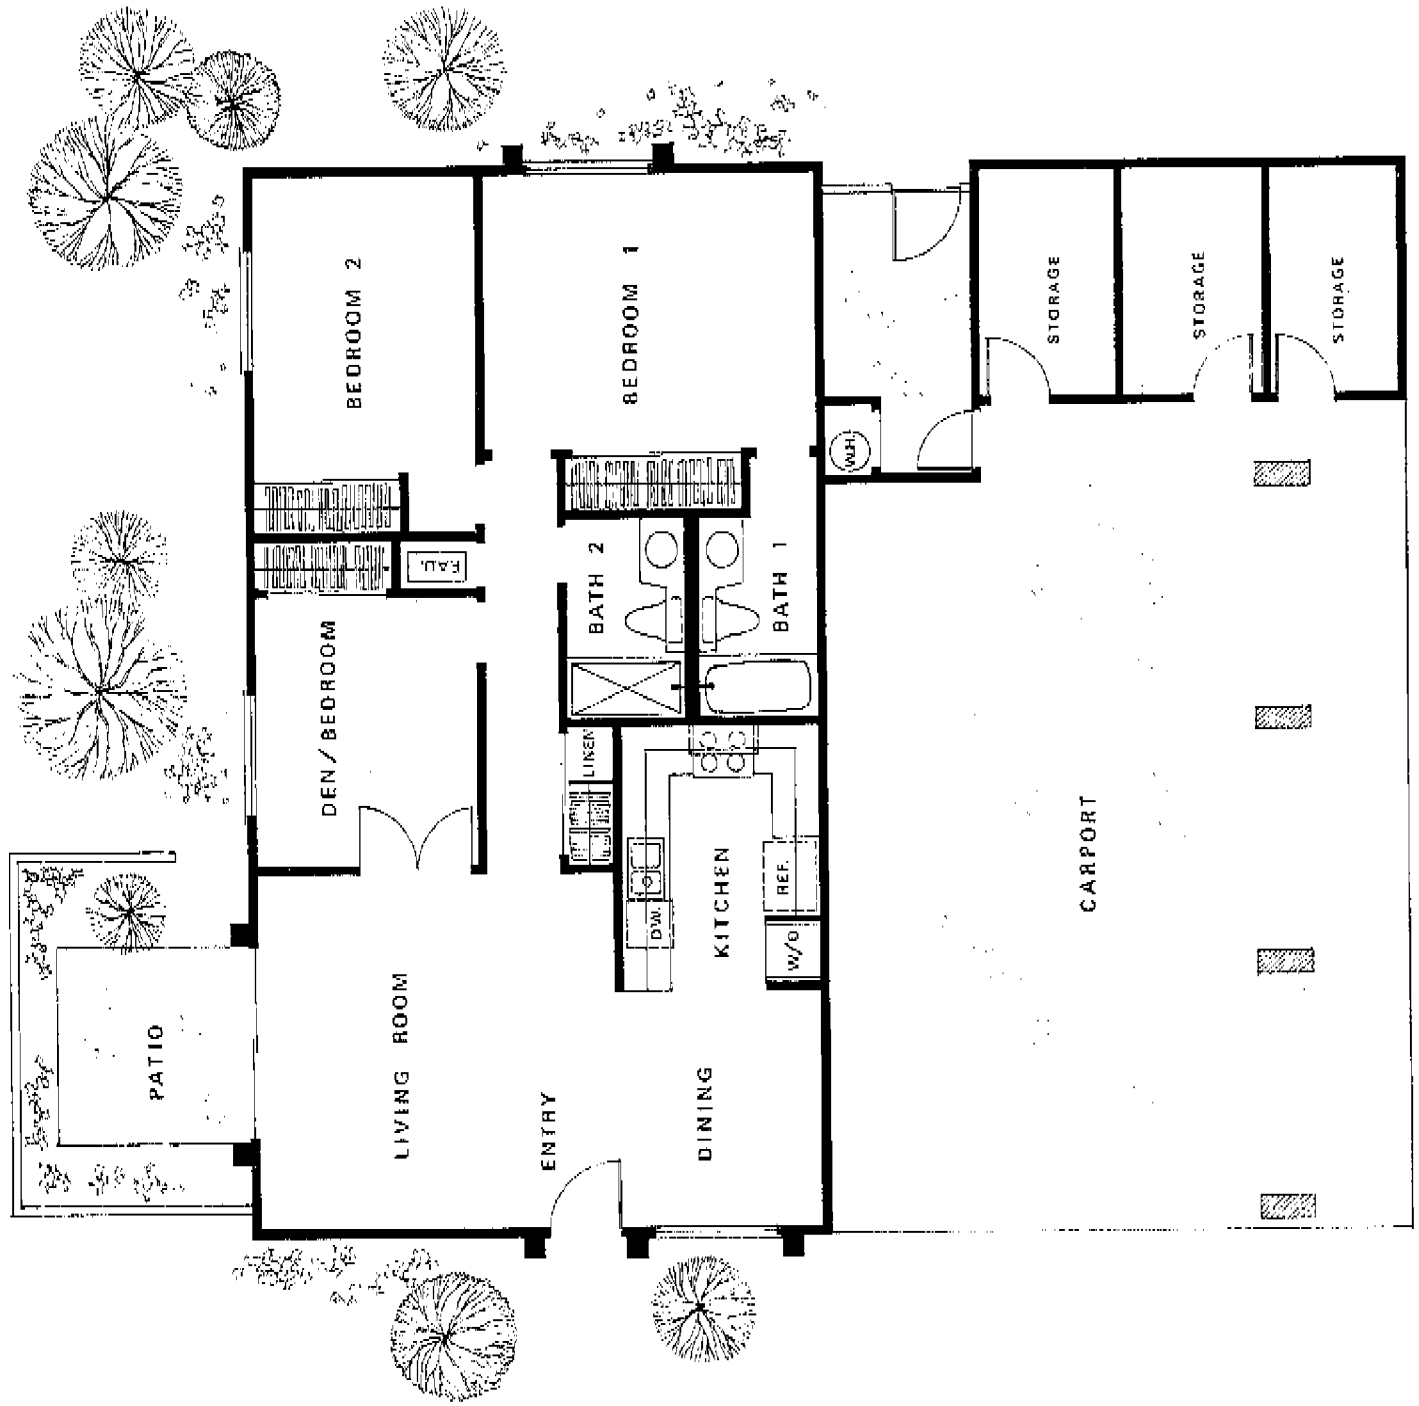 BEDROOM 2
BEDROOM 1
STORAGE
STORAGE
STORAGE
W.H.
F.A.U.
BATH 2
BATH 1
DEN/BEDROOM
LINEN
KITCHEN
REF.
D.W.
W/D
CARPORT
LIVING ROOM
PATIO
ENTRY
DINING